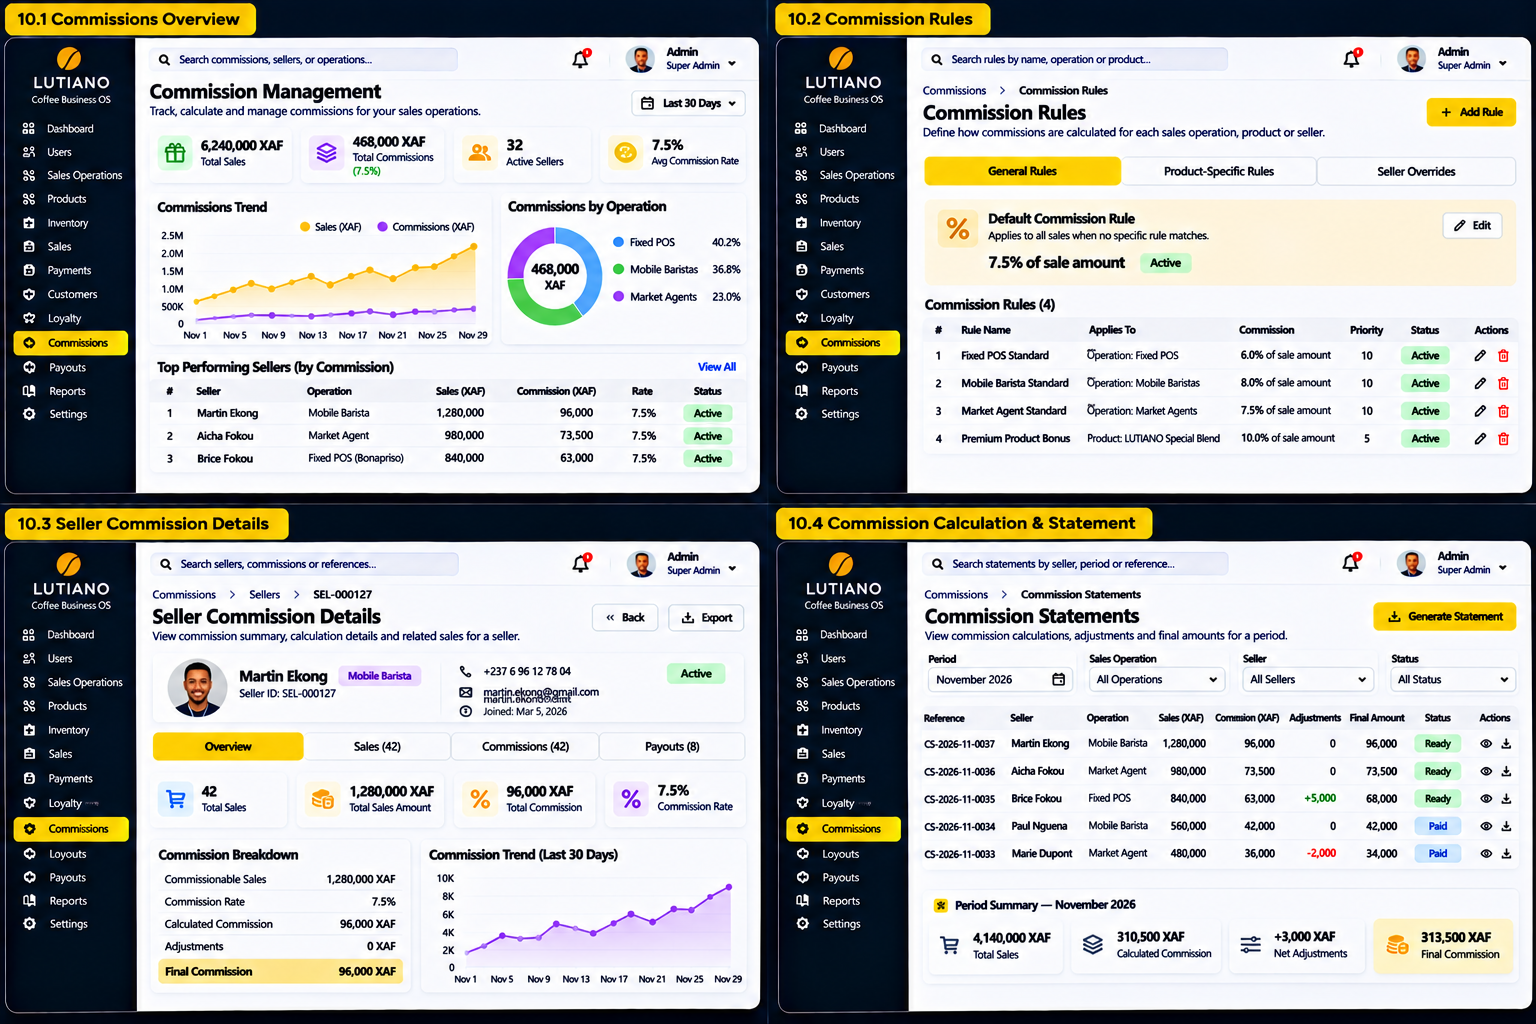 10.1 Commissions Overview
LUTIANO
Coffee Business OS
Dashboard
Users
Sales Operations
Products
Inventory
Sales
Payments
Customers
Loyalty
Commissions
Payouts
Reports
Settings
Search commissions, sellers, or operations...
Admin
Super Admin
Commission Management
Track, calculate and manage commissions for your sales operations.
Last 30 Days
6,240,000 XAF
Total Sales
468,000 XAF
Total Commissions
(7.5%)
32
Active Sellers
7.5%
Avg Commission Rate
Commissions Trend
Sales (XAF) Commissions (XAF)
2.5M
2.0M
1.5M
1.0M
500K
0
Nov 1 Nov 5 Nov 9 Nov 13 Nov 17 Nov 21 Nov 25 Nov 29
Commissions by Operation
468,000
XAF
Fixed POS 40.2%
Mobile Baristas 36.8%
Market Agents 23.0%
Top Performing Sellers (by Commission) View All
# Seller Operation Sales (XAF) Commission (XAF) Rate Status
1 Martin Ekong Mobile Barista 1,280,000 96,000 7.5% Active
2 Aicha Fokou Market Agent 980,000 73,500 7.5% Active
3 Brice Fokou Fixed POS (Bonapriso) 840,000 63,000 7.5% Active
10.2 Commission Rules
LUTIANO
Coffee Business OS
Dashboard
Users
Sales Operations
Products
Inventory
Sales
Payments
Customers
Loyalty
Commissions
Payouts
Reports
Settings
Search rules by name, operation or product...
Admin
Super Admin
Commissions > Commission Rules
Commission Rules
Define how commissions are calculated for each sales operation, product or seller.
+ Add Rule
General Rules Product-Specific Rules Seller Overrides
Default Commission Rule
Applies to all sales when no specific rule matches.
7.5% of sale amount Active
Edit
Commission Rules (4)
# Rule Name Applies To Commission Priority Status Actions
1 Fixed POS Standard Operation: Fixed POS 6.0% of sale amount 10 Active
2 Mobile Barista Standard Operation: Mobile Baristas 8.0% of sale amount 10 Active
3 Market Agent Standard Operation: Market Agents 7.5% of sale amount 10 Active
4 Premium Product Bonus Product: LUTIANO Special Blend 10.0% of sale amount 5 Active
10.3 Seller Commission Details
LUTIANO
Coffee Business OS
Dashboard
Users
Sales Operations
Products
Inventory
Sales
Payments
Loyalty
Commissions
Loyouts
Payouts
Reports
Settings
Search sellers, commissions or references...
Admin
Super Admin
Commissions > Sellers > SEL-000127
Seller Commission Details
View commission summary, calculation details and related sales for a seller.
« Back
Export
Martin Ekong Mobile Barista
Seller ID: SEL-000127
+237 6 96 12 78 04
martin.ekong@gmail.com
Joined: Mar 5, 2026
Active
Overview Sales (42) Commissions (42) Payouts (8)
42
Total Sales
1,280,000 XAF
Total Sales Amount
96,000 XAF
Total Commission
7.5%
Commission Rate
Commission Breakdown
Commissionable Sales 1,280,000 XAF
Commission Rate 7.5%
Calculated Commission 96,000 XAF
Adjustments 0 XAF
Final Commission 96,000 XAF
Commission Trend (Last 30 Days)
10K
8K
6K
4K
2K
0
Nov 1 Nov 5 Nov 9 Nov 13 Nov 17 Nov 21 Nov 25 Nov 29
10.4 Commission Calculation & Statement
LUTIANO
Coffee Business OS
Dashboard
Users
Sales Operations
Products
Inventory
Sales
Payments
Loyalty
Commissions
Loyouts
Payouts
Reports
Settings
Search statements by seller, period or reference...
Admin
Super Admin
Commissions > Commission Statements
Commission Statements
View commission calculations, adjustments and final amounts for a period.
Generate Statement
Period Sales Operation Seller Status
November 2026 All Operations All Sellers All Status
Reference Seller Operation Sales (XAF) (XAF) Adjustments Final Amount Status Actions
CS-2026-11-0037 Martin Ekong Mobile Barista 1,280,000 96,000 0 96,000 Ready
CS-2026-11-0036 Aicha Fokou Market Agent 980,000 73,500 0 73,500 Ready
CS-2026-11-0035 Brice Fokou Fixed POS 840,000 63,000 +5,000 68,000 Ready
CS-2026-11-0034 Paul Nguena Mobile Barista 560,000 42,000 0 42,000 Paid
CS-2026-11-0033 Marie Dupont Market Agent 480,000 36,000 -2,000 34,000 Paid
Period Summary — November 2026
4,140,000 XAF
Total Sales
310,500 XAF
Calculated Commission
+3,000 XAF
Net Adjustments
313,500 XAF
Final Commission